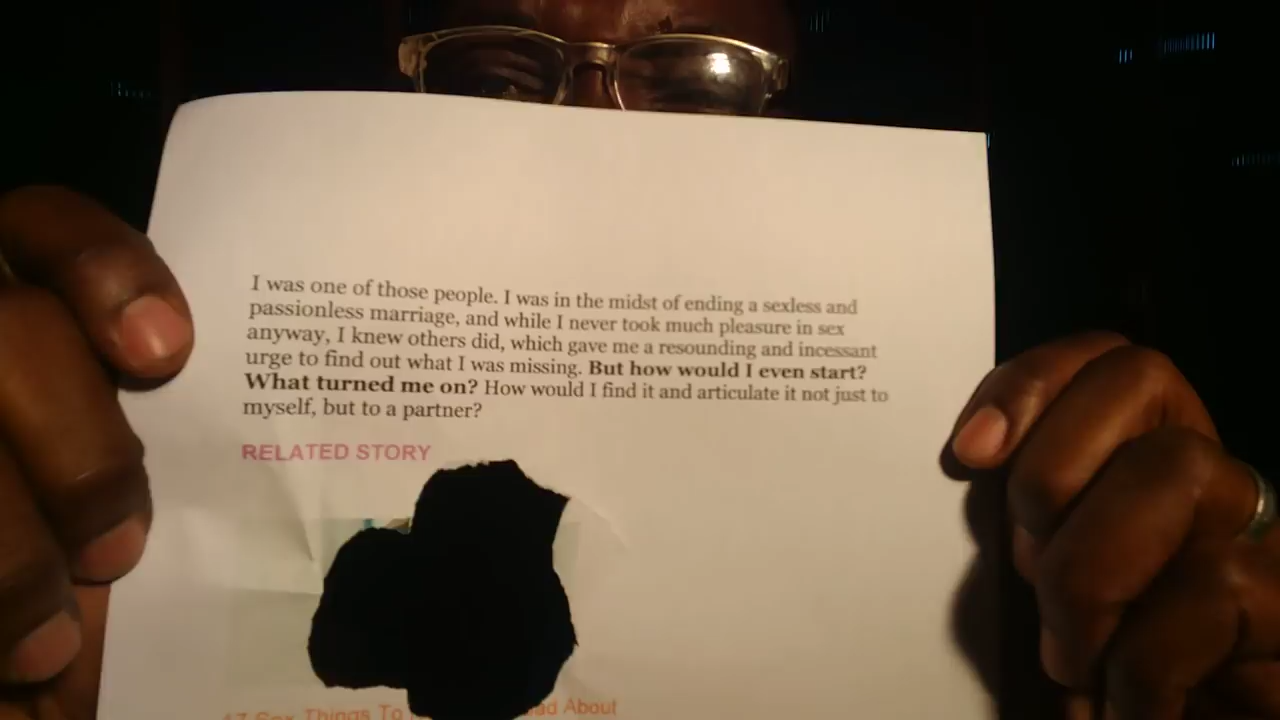 I was one of those people. I was in the midst of ending a sexless and
passionless marriage, and while I never took much pleasure in sex
anyway, I knew others did, which gave me a resounding and incessant
urge to find out what I was missing. But how would I even start?
What turned me on? How would I find it and articulate it not just to
myself, but to a partner?
RELATED STORY
17 Sex Things To About